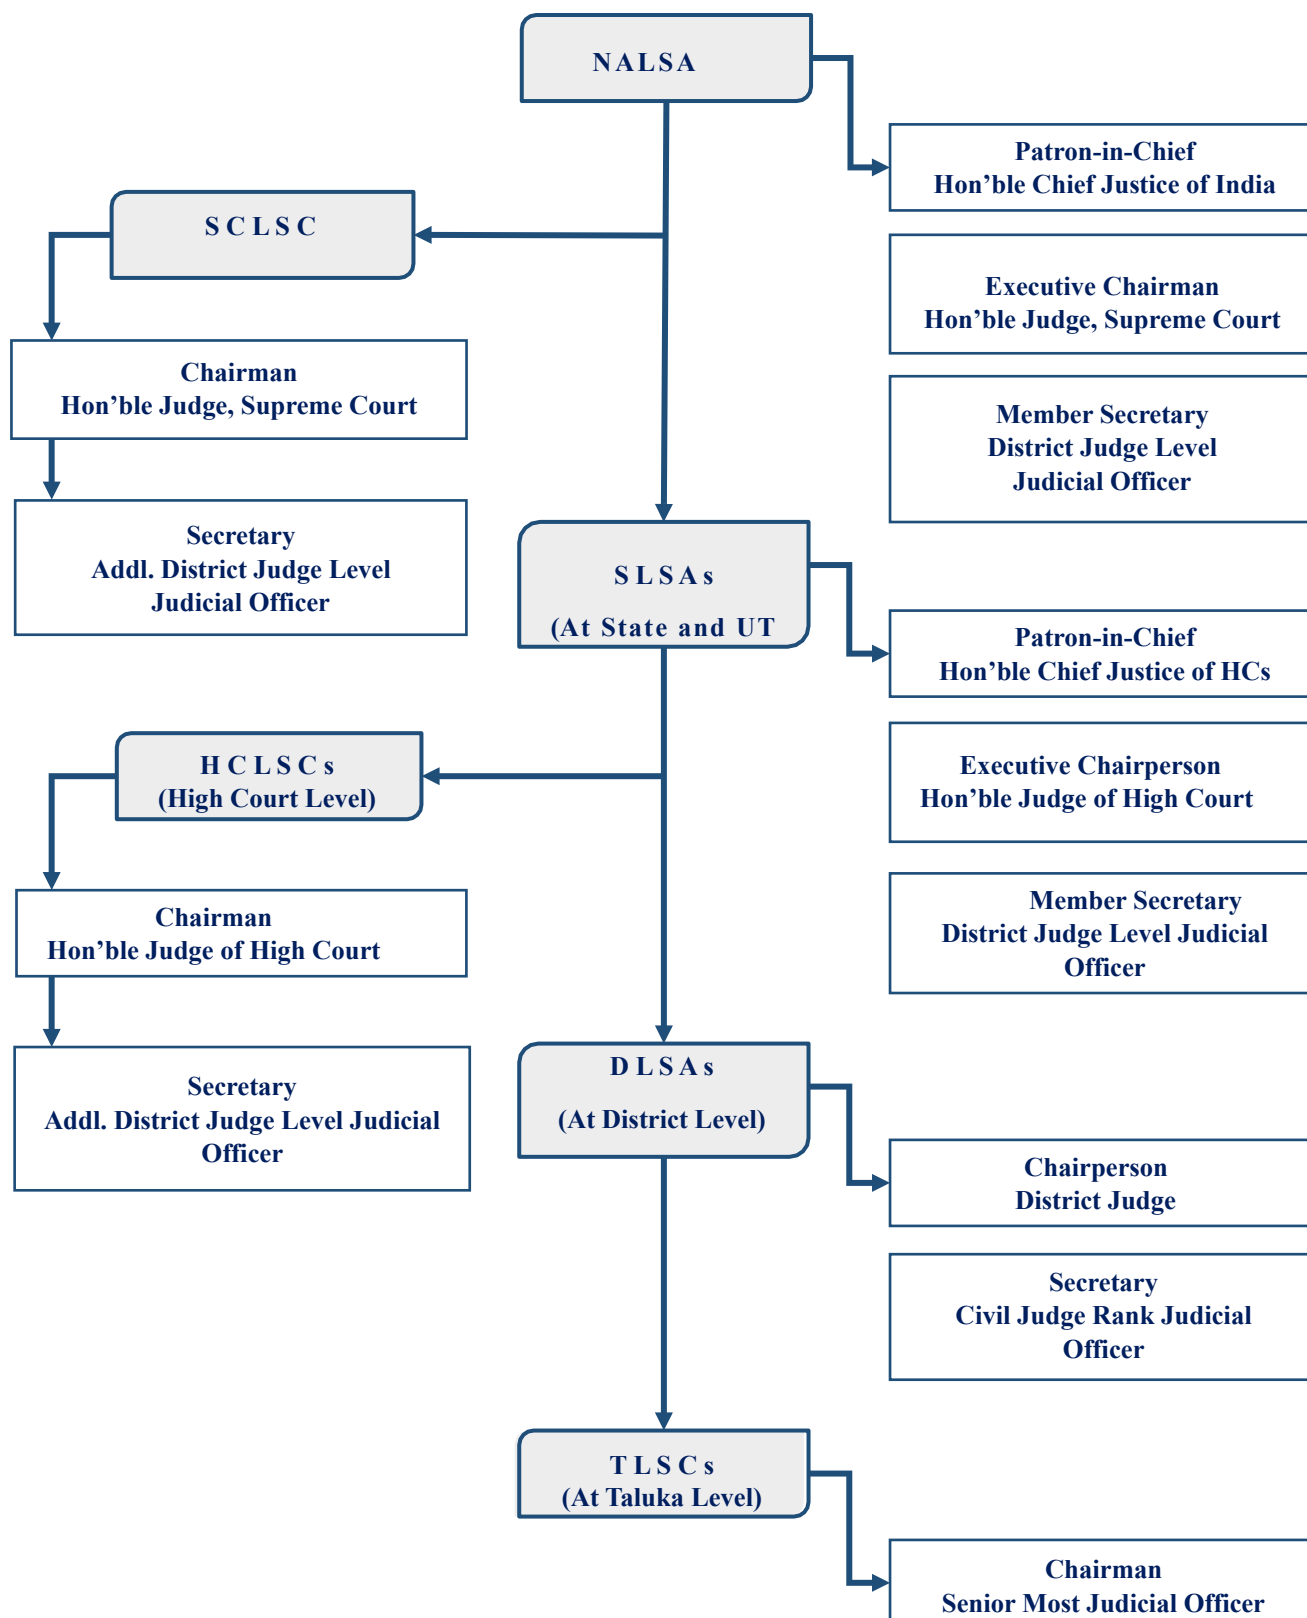 NALSA
Patron-in-Chief
Hon’ble Chief Justice of India
SCLSC
Executive Chairman
Hon’ble Judge, Supreme Court
Chairman
Hon’ble Judge, Supreme Court
Member Secretary
District Judge Level
Judicial Officer
Secretary
Addl. District Judge Level
Judicial Officer
SLSAs
(At State and UT
Patron-in-Chief
Hon’ble Chief Justice of HCs
HCLSCs
(High Court Level)
Executive Chairperson
Hon’ble Judge of High Court
Chairman
Hon’ble Judge of High Court
Member Secretary
District Judge Level Judicial
Officer
Secretary
Addl. District Judge Level Judicial
Officer
DLSAs
(At District Level)
Chairperson
District Judge
Secretary
Civil Judge Rank Judicial
Officer
TLSCs
(At Taluka Level)
Chairman
Senior Most Judicial Officer